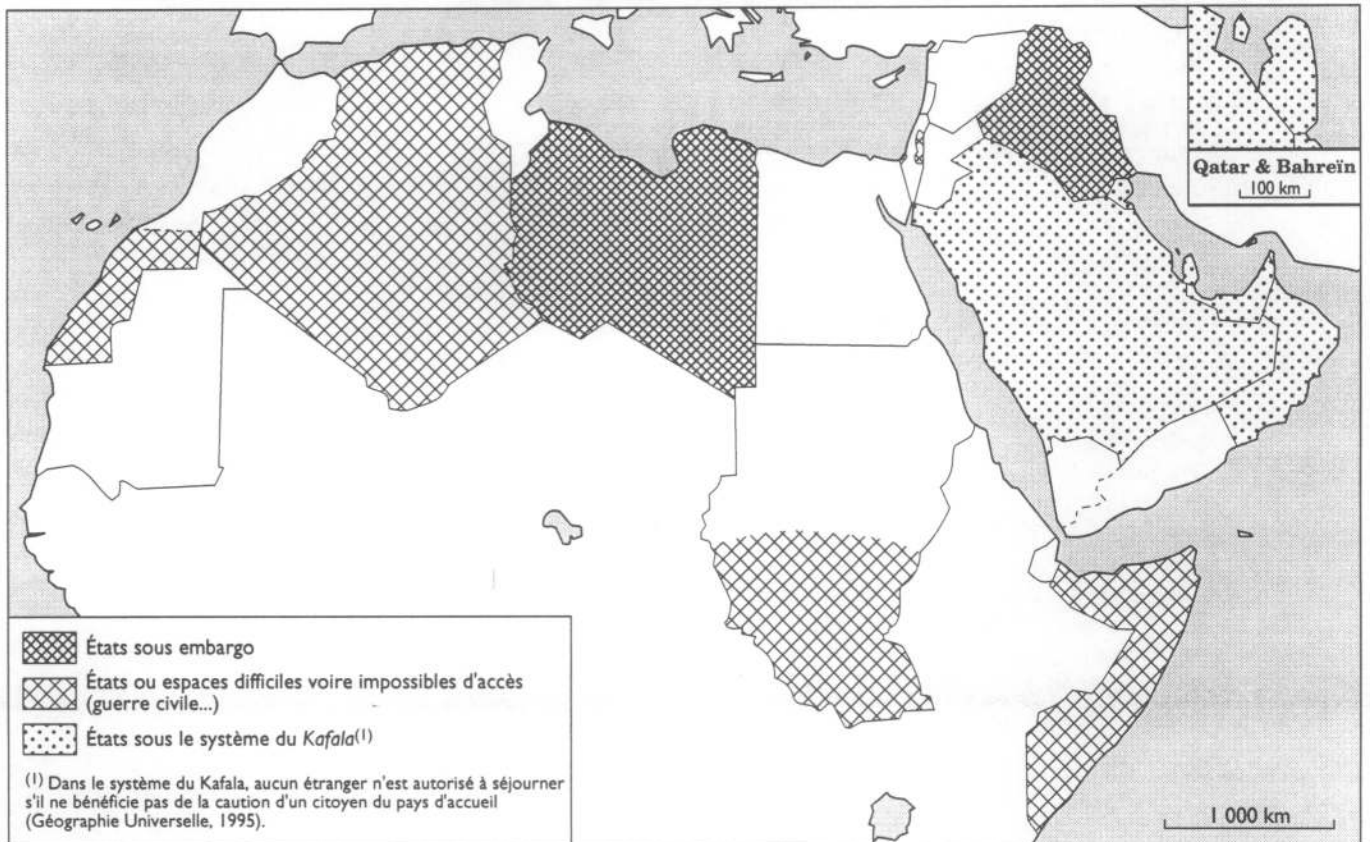 Qatar & Bahreïn
100 km
États sous embargo
États ou espaces difficiles voire impossibles d'accès
(guerre civile...)
États sous le système du Kafala(1)
(1) Dans le système du Kafala, aucun étranger n'est autorisé à séjourner
s'il ne bénéficie pas de la caution d'un citoyen du pays d'accueil
(Géographie Universelle, 1995).
1 000 km